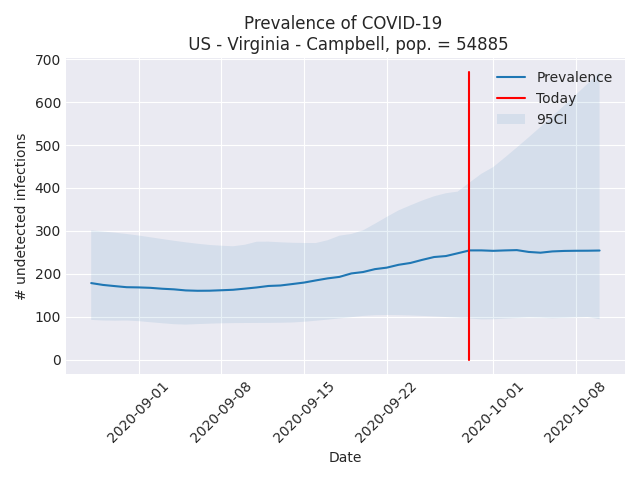 Prevalence of COVID-19
US - Virginia - Campbell, pop. = 54885
700
600
500
400
300
200
100
0
# undetected infections
Prevalence
Today
95CI
2020-09-01
2020-09-08
2020-09-15
2020-09-22
2020-10-01
2020-10-08
Date